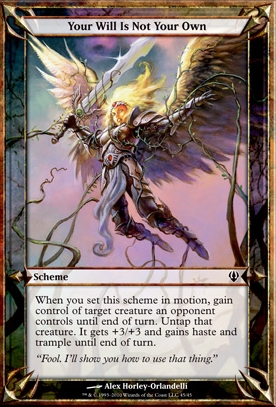 Your Will Is Not Your Own
Scheme
When you set this scheme in motion, gain
control of target creature an opponent
controls until end of turn. Untap that
creature. It gets +3/+3 and gains haste and
trample until end of turn.
“Fool. I’ll show you how to use that thing.”
Alex Horley-Orlandelli
™ & © 1993–2010 Wizards of the Coast LLC 45/45